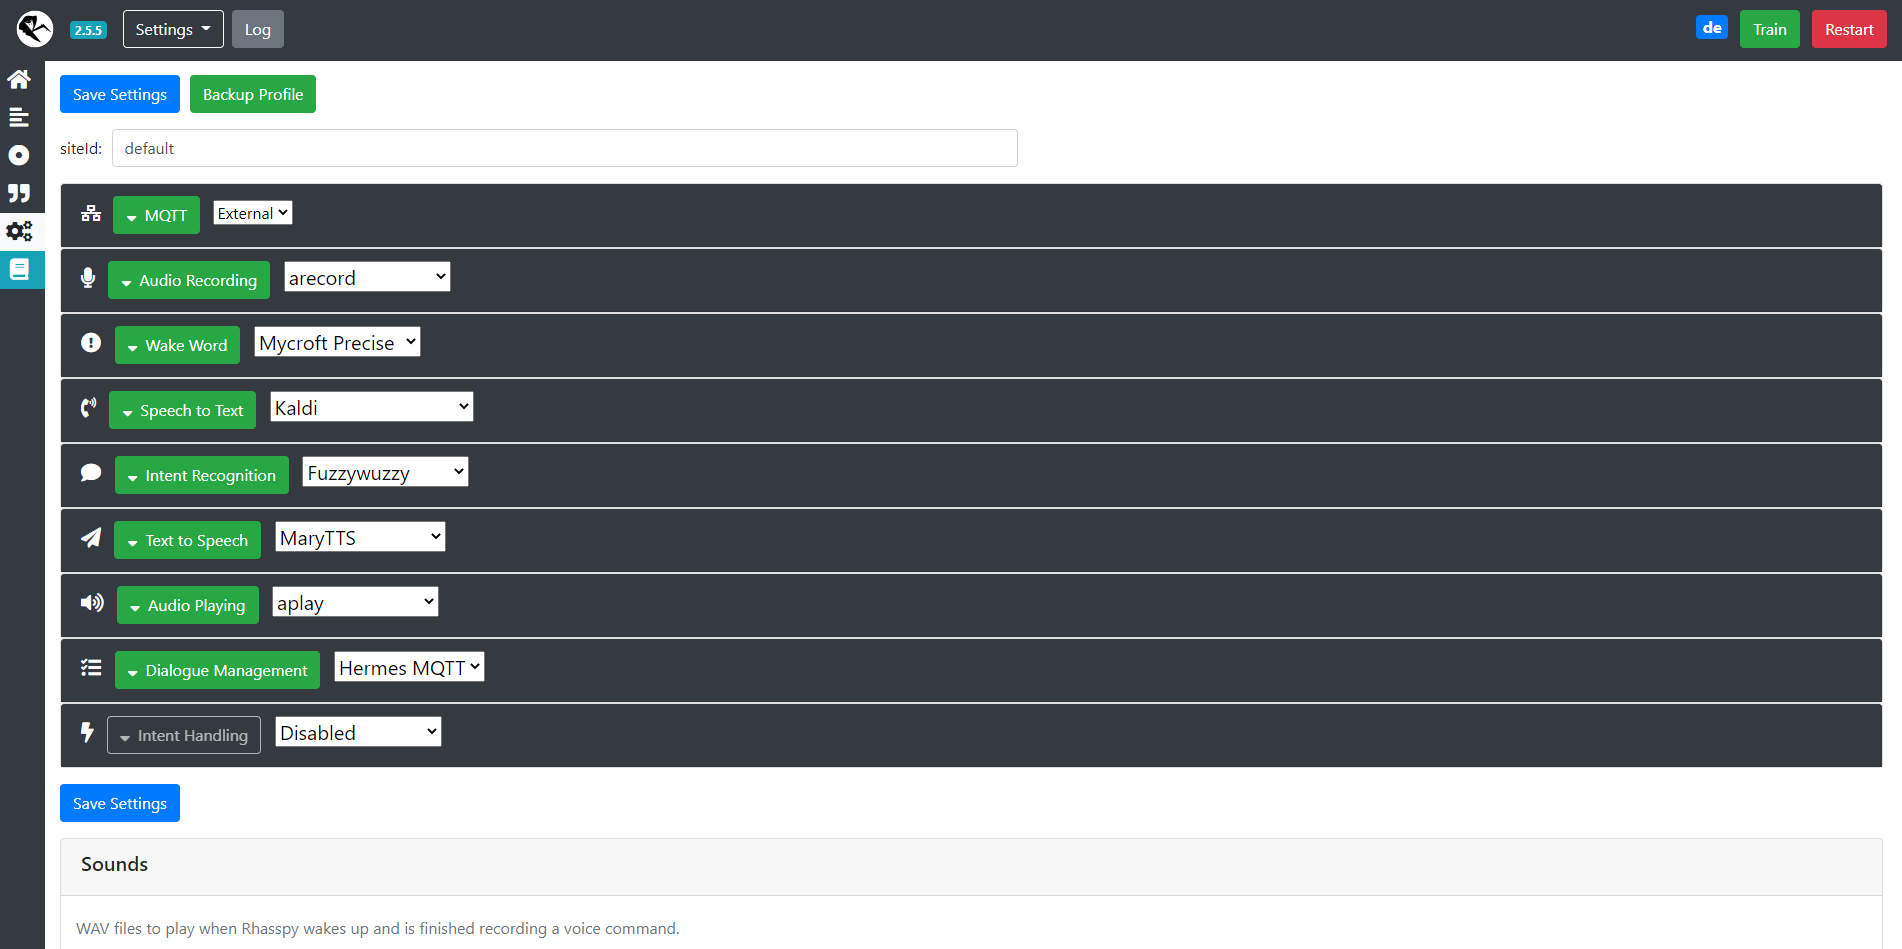 2.5.5 Settings Log de Train Restart
Save Settings Backup Profile
siteId: default
MQTT External
Audio Recording arecord
Wake Word Mycroft Precise
Speech to Text Kaldi
Intent Recognition Fuzzywuzzy
Text to Speech MaryTTS
Audio Playing aplay
Dialogue Management Hermes MQTT
Intent Handling Disabled
Save Settings
Sounds
WAV files to play when Rhasspy wakes up and is finished recording a voice command.